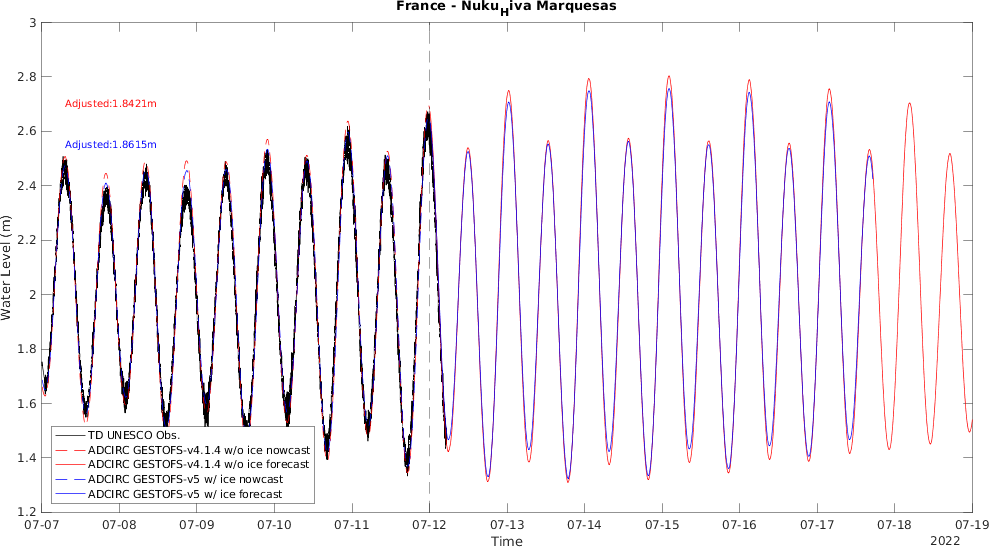 France - Nuku_Hiva Marquesas
3
2.8
2.6
2.4
2.2
2
1.8
1.6
1.4
1.2
Water Level (m)
Adjusted:1.8421m
Adjusted:1.8615m
TD UNESCO Obs.
ADCIRC GESTOFS-v4.1.4 w/o ice nowcast
ADCIRC GESTOFS-v4.1.4 w/o ice forecast
ADCIRC GESTOFS-v5 w/ ice nowcast
ADCIRC GESTOFS-v5 w/ ice forecast
07-07 07-08 07-09 07-10 07-11 07-12 07-13 07-14 07-15 07-16 07-17 07-18 07-19
Time
2022